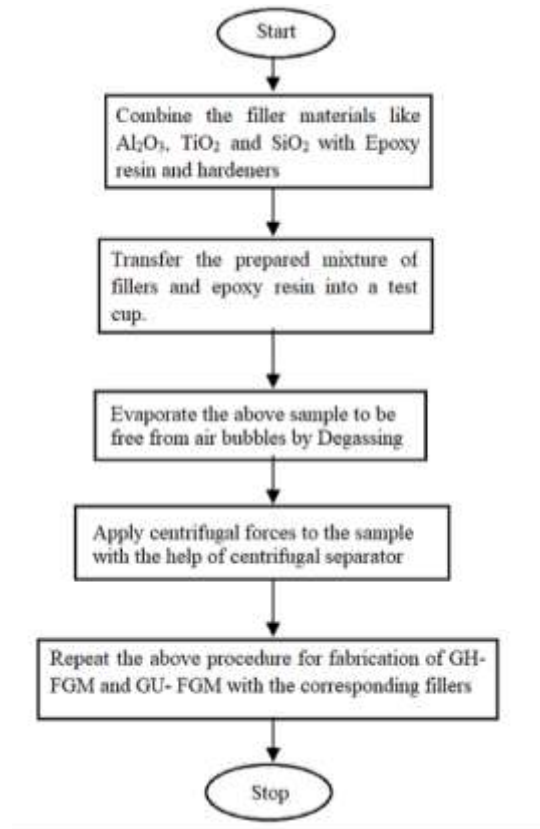 Start
Combine the filler materials like
Al₂O₃, TiO₂ and SiO₂ with Epoxy
resin and hardeners
Transfer the prepared mixture of
fillers and epoxy resin into a test
cup.
Evaporate the above sample to be
free from air bubbles by Degassing
Apply centrifugal forces to the sample
with the help of centrifugal separator
Repeat the above procedure for fabrication of GH-
FGM and GU- FGM with the corresponding fillers
Stop